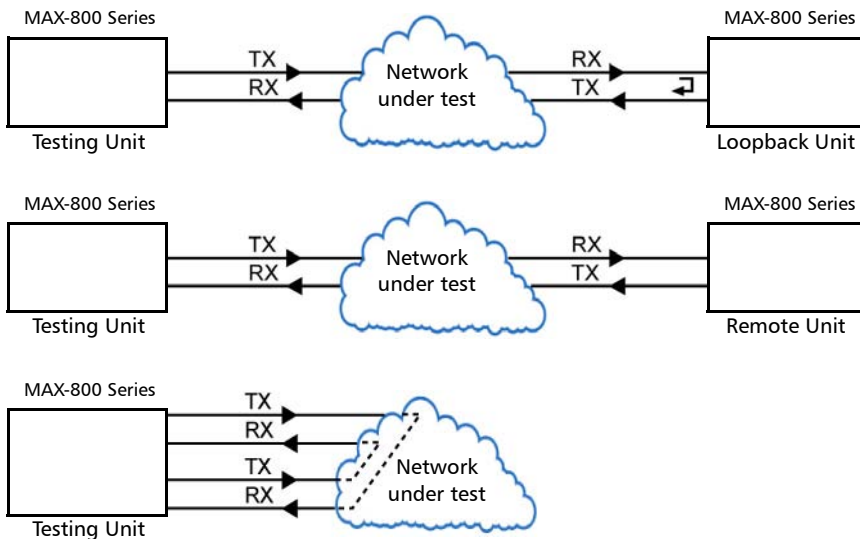 MAX-800 Series
MAX-800 Series
TX
RX
Network
under test
RX
TX
Testing Unit
Loopback Unit
MAX-800 Series
MAX-800 Series
TX
RX
Network
under test
RX
TX
Testing Unit
Remote Unit
MAX-800 Series
TX
RX
TX
RX
Network
under test
Testing Unit